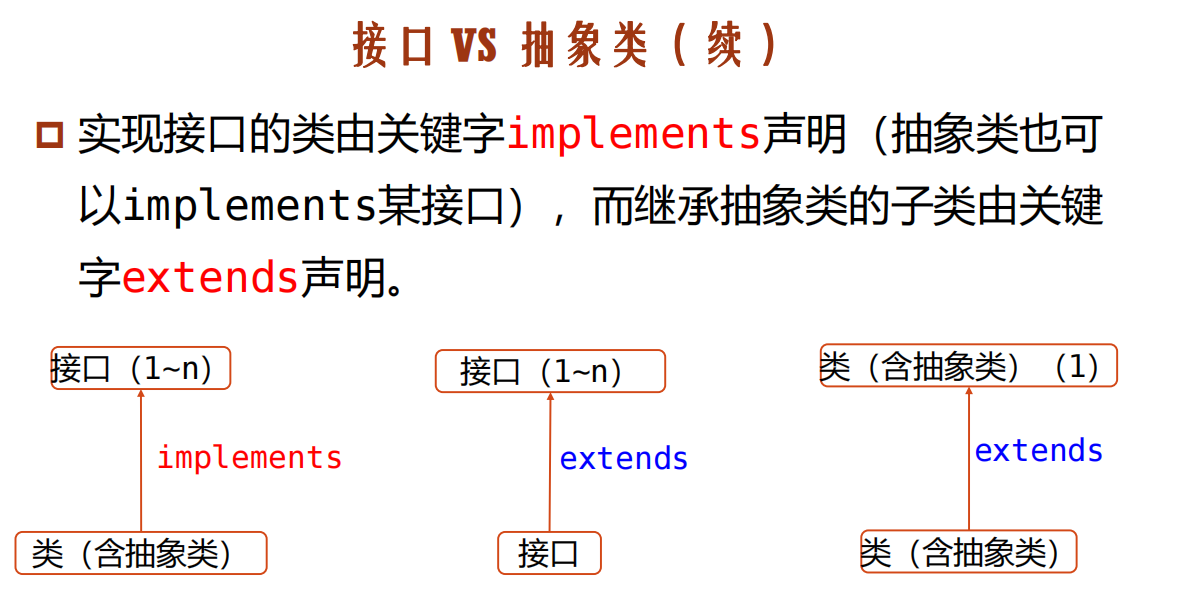 接口 VS 抽象类（续）
实现接口的类由关键字implements声明（抽象类也可
以implements某接口），而继承抽象类的子类由关键
字extends声明。
接口（1~n）
接口（1~n）
类（含抽象类）（1）
implements
extends
extends
类（含抽象类）
接口
类（含抽象类）